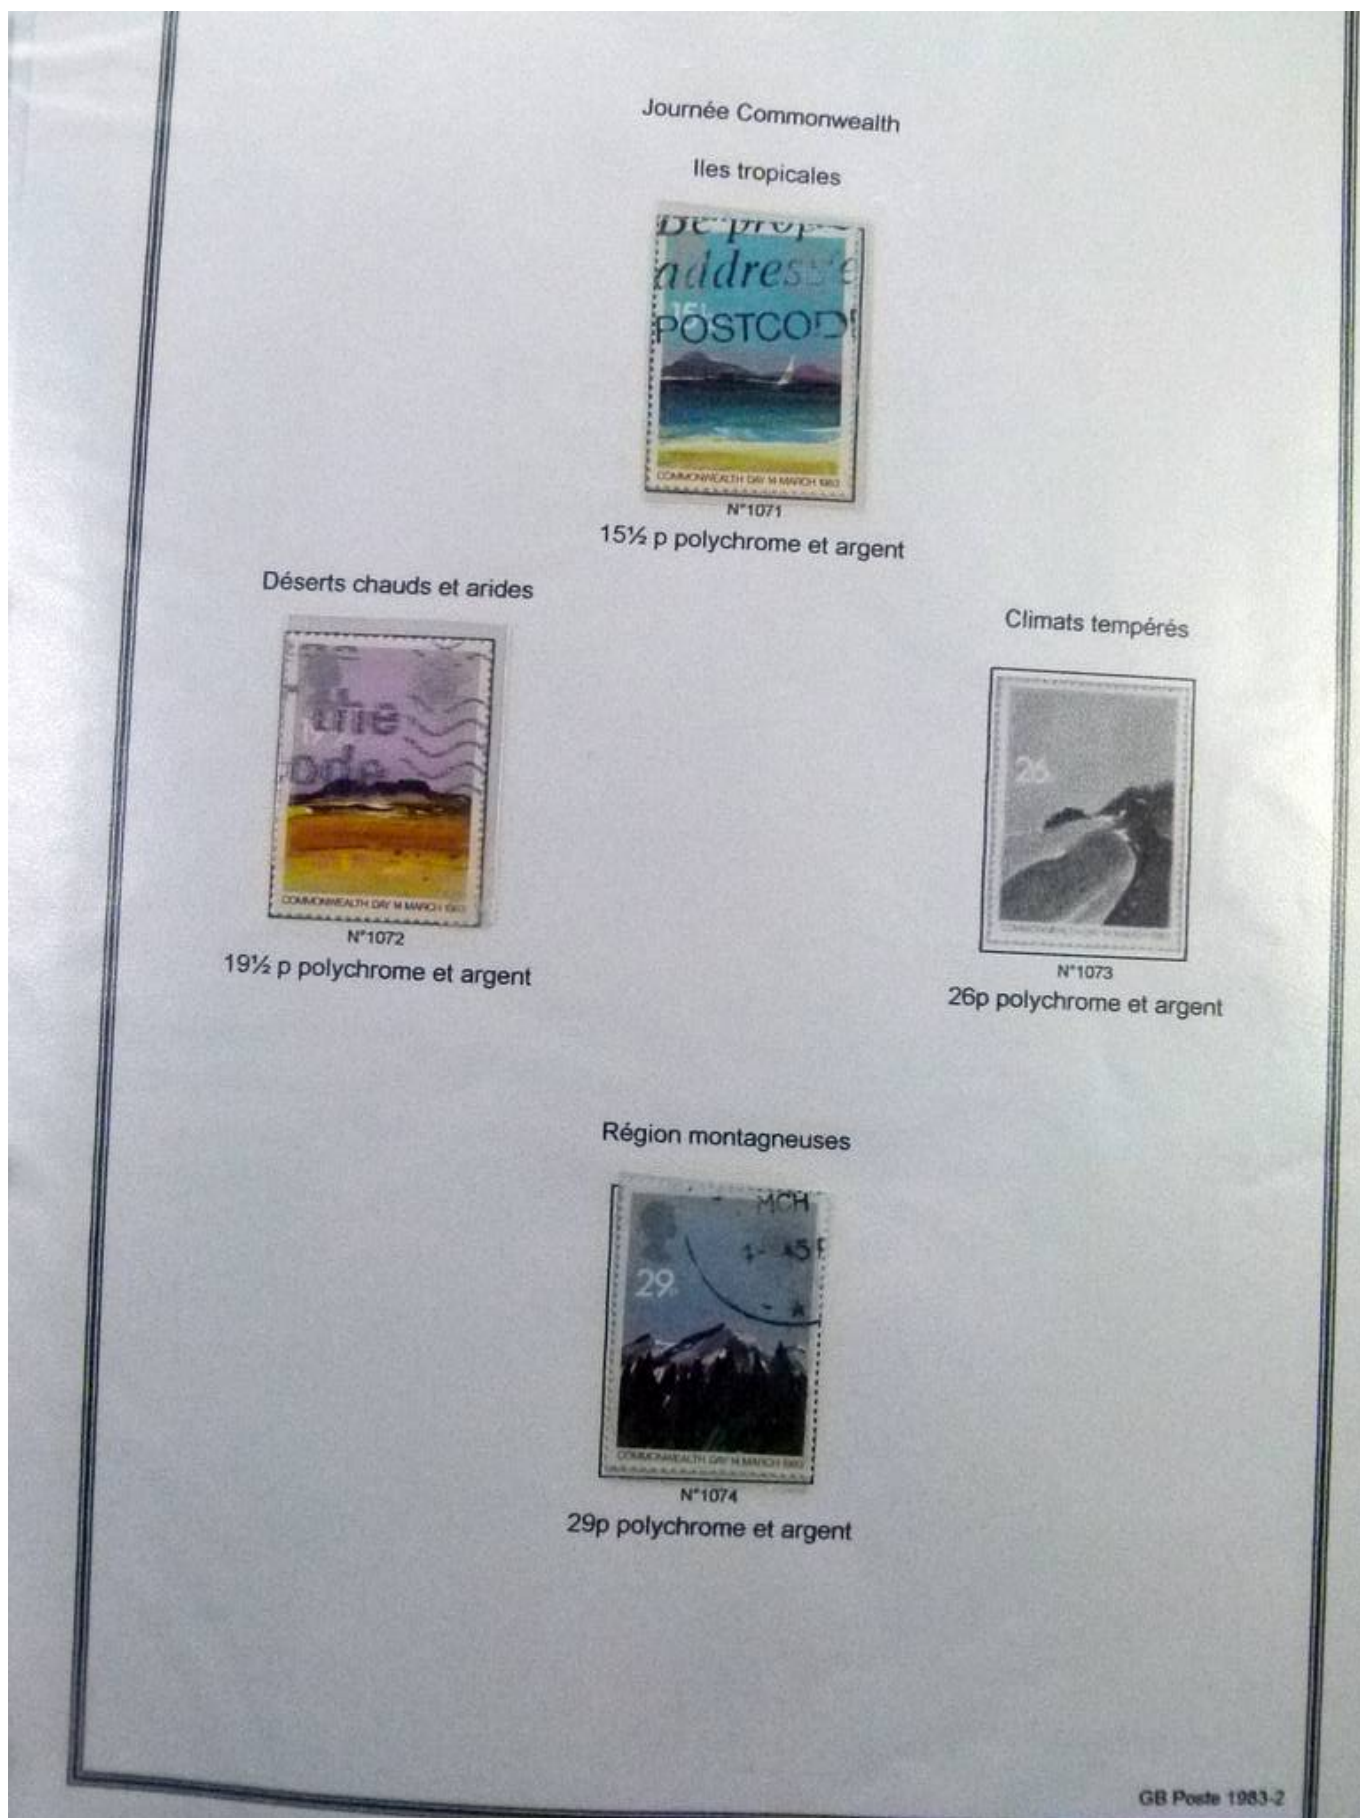 Journée Commonwealth
Iles tropicales
address
POSTCOD
15½
COMMONWEALTH DAY 14 MARCH 1983
N°1071
15½ p polychrome et argent
Déserts chauds et arides
the
ode
COMMONWEALTH DAY 14 MARCH 1983
N°1072
19½ p polychrome et argent
Climats tempérés
26
COMMONWEALTH DAY 14 MARCH 1983
N°1073
26p polychrome et argent
Région montagneuses
MCH
29
COMMONWEALTH DAY 14 MARCH 1983
N°1074
29p polychrome et argent
GB Poste 1983-2